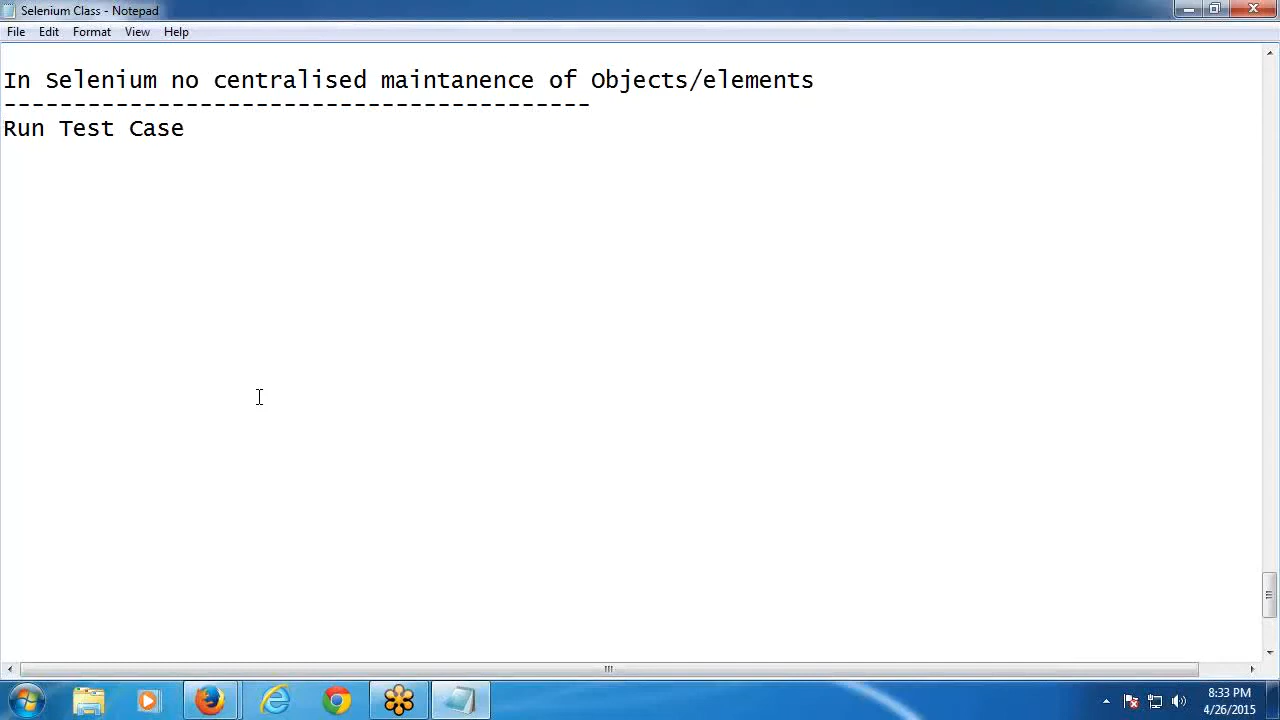 Selenium Class - Notepad
File Edit Format View Help
In Selenium no centralised maintanence of Objects/elements
------------------------------------------
Run Test Case
8:33 PM
4/26/2015